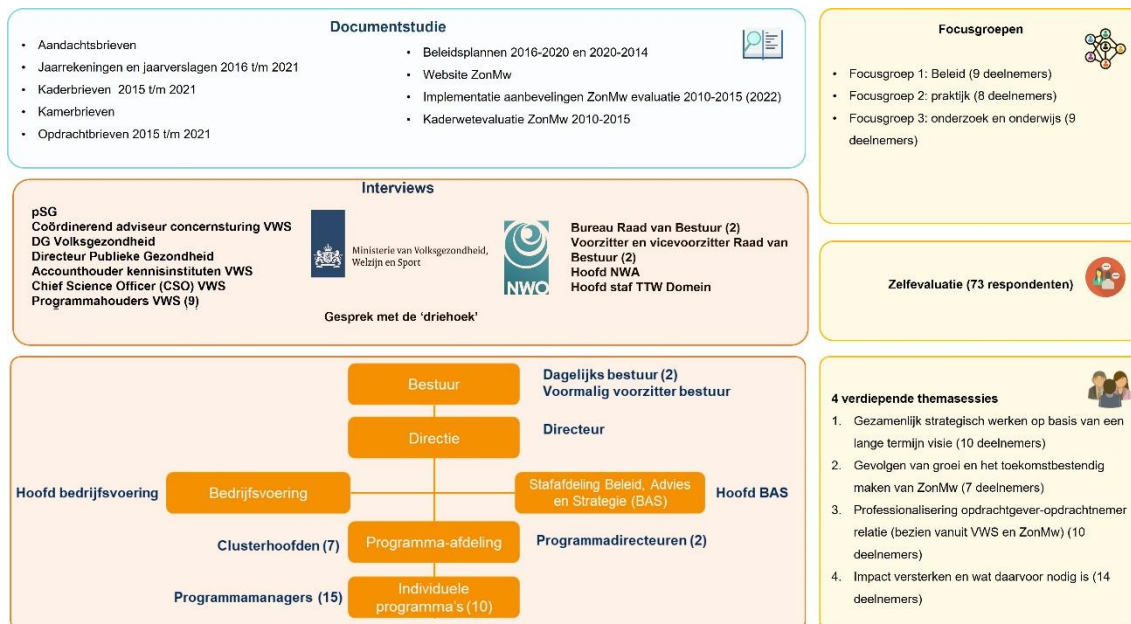 Documentstudie
• Aandachtsbrieven
• Jaarrekeningen en jaarverslagen 2016 t/m 2021
• Kaderbrieven 2015 t/m 2021
• Kamerbrieven
• Opdrachtbrieven 2015 t/m 2021
• Beleidsplannen 2016-2020 en 2020-2014
• Website ZonMw
• Implementatie aanbevelingen ZonMw evaluatie 2010-2015 (2022)
• Kaderwetevaluatie ZonMw 2010-2015
Focusgroepen
• Focusgroep 1: Beleid (9 deelnemers)
• Focusgroep 2: praktijk (8 deelnemers)
• Focusgroep 3: onderzoek en onderwijs (9
deelnemers)
Interviews
pSG
Coördinerend adviseur concernsturing VWS
DG Volksgezondheid
Directeur Publieke Gezondheid
Accounthouder kennisinstituten VWS
Chief Science Officer (CSO) VWS
Programmahouders VWS (9)
Ministerie van Volksgezondheid,
Welzijn en Sport
NWO
Bureau Raad van Bestuur (2)
Voorzitter en vicevoorzitter Raad van
Bestuur (2)
Hoofd NWA
Hoofd staf TTW Domein
Gesprek met de ‘driehoek’
Zelfevaluatie (73 respondenten)
Bestuur
Dagelijks bestuur (2)
Voormalig voorzitter bestuur
Directie
Directeur
Hoofd bedrijfsvoering
Bedrijfsvoering
Stafafdeling Beleid, Advies
en Strategie (BAS)
Hoofd BAS
Clusterhoofden (7)
Programma-afdeling
Programmadirecteuren (2)
Programmamanagers (15)
Individuele
programma's (10)
4 verdiepende themasessies
1. Gezamenlijk strategisch werken op basis van een
lange termijn visie (10 deelnemers)
2. Gevolgen van groei en het toekomstbestendig
maken van ZonMw (7 deelnemers)
3. Professionalisering opdrachtgever-opdrachtnemer
relatie (bezien vanuit VWS en ZonMw) (10
deelnemers)
4. Impact versterken en wat daarvoor nodig is (14
deelnemers)